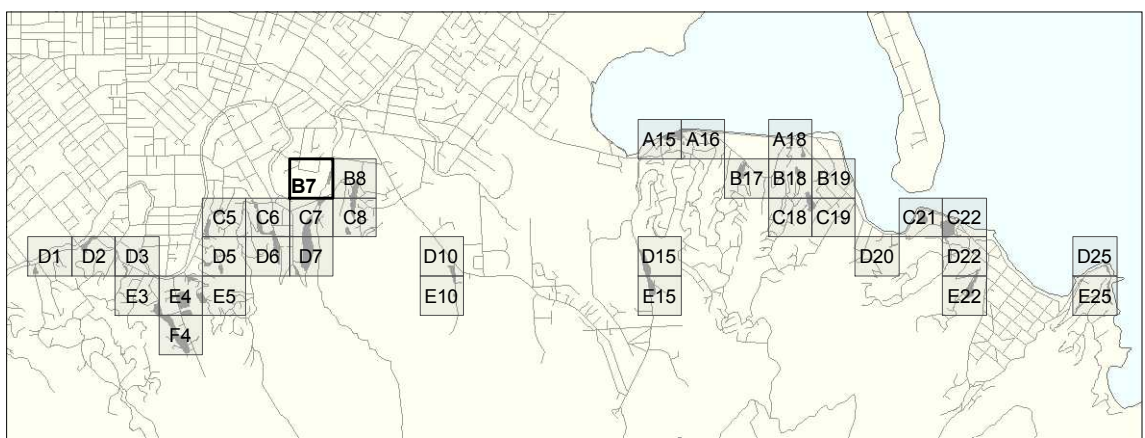 A15 A16 A18
B7 B8 B17 B18 B19
C5 C6 C7 C8 C18 C19 C21 C22
D1 D2 D3 D5 D6 D7 D10 D15 D20 D22 D25
E3 E4 E5 E10 E15 E22 E25
F4